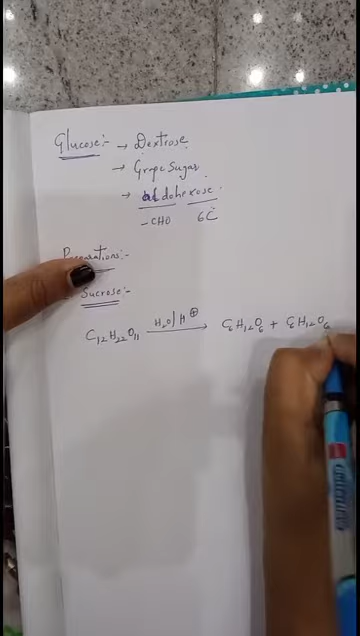 Glucose:- → Dextrose
→ Grape Sugar
→ aldohexose.
-CHO 6C
Preparations:-
Sucrose:-
C₁₂H₂₂O₁₁ H₂O/H⊕ → C₆H₁₂O₆ + C₆H₁₂O₆